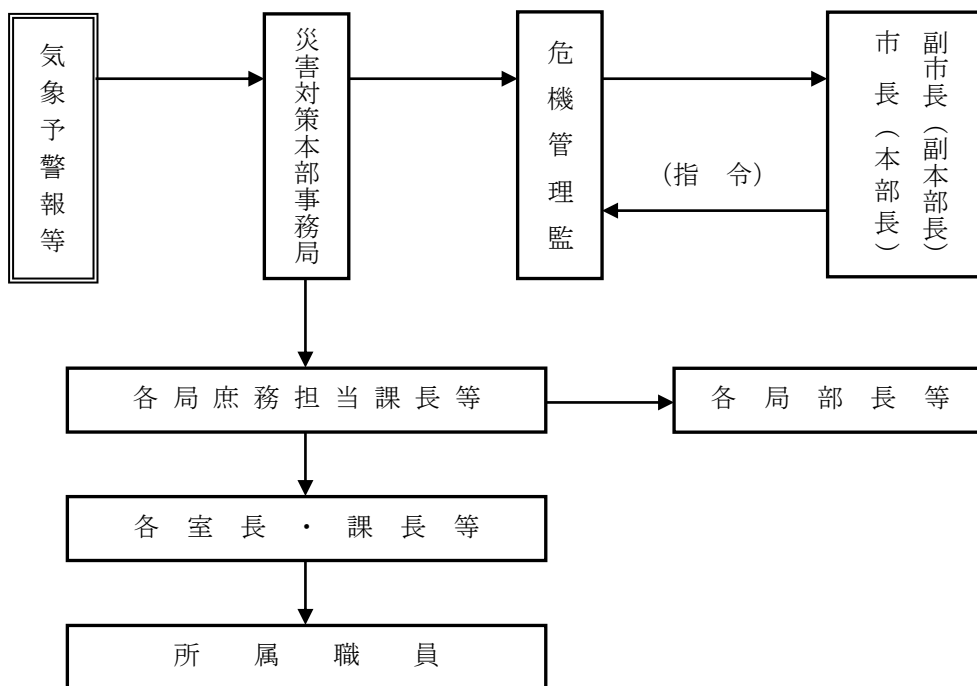 気象予警報等
災害対策本部事務局
危機管理監
(指 令)
副市長(副本部長)
市 長(本部長)
各局庶務担当課長等
各局部長等
各室長・課長等
所属職員